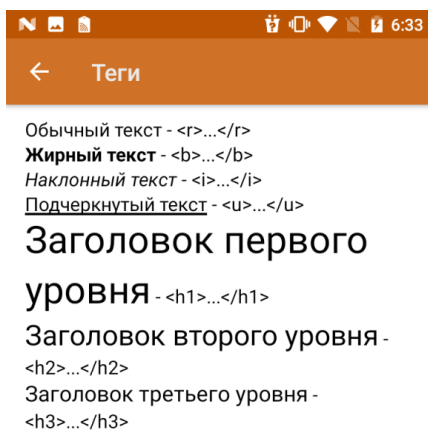 6:33
Теги
Обычный текст - <r>...</r>
Жирный текст - <b>...</b>
Наклонный текст - <i>...</i>
Подчеркнутый текст - <u>...</u>
Заголовок первого
уровня - <h1>...</h1>
Заголовок второго уровня -
<h2>...</h2>
Заголовок третьего уровня -
<h3>...</h3>